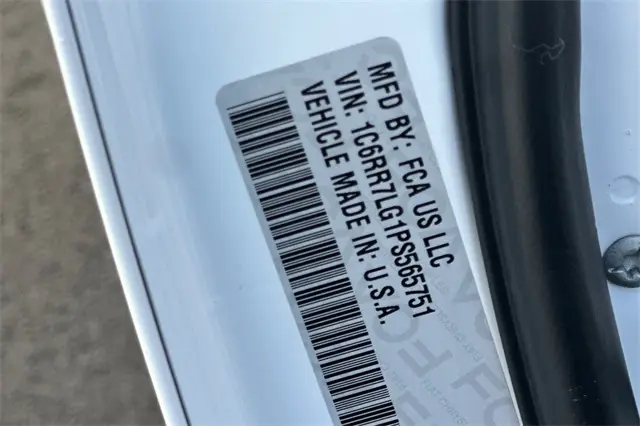 MFD BY: FCA US LLC
VIN: 1C6RR7LG1PS565751
VEHICLE MADE IN: U.S.A.